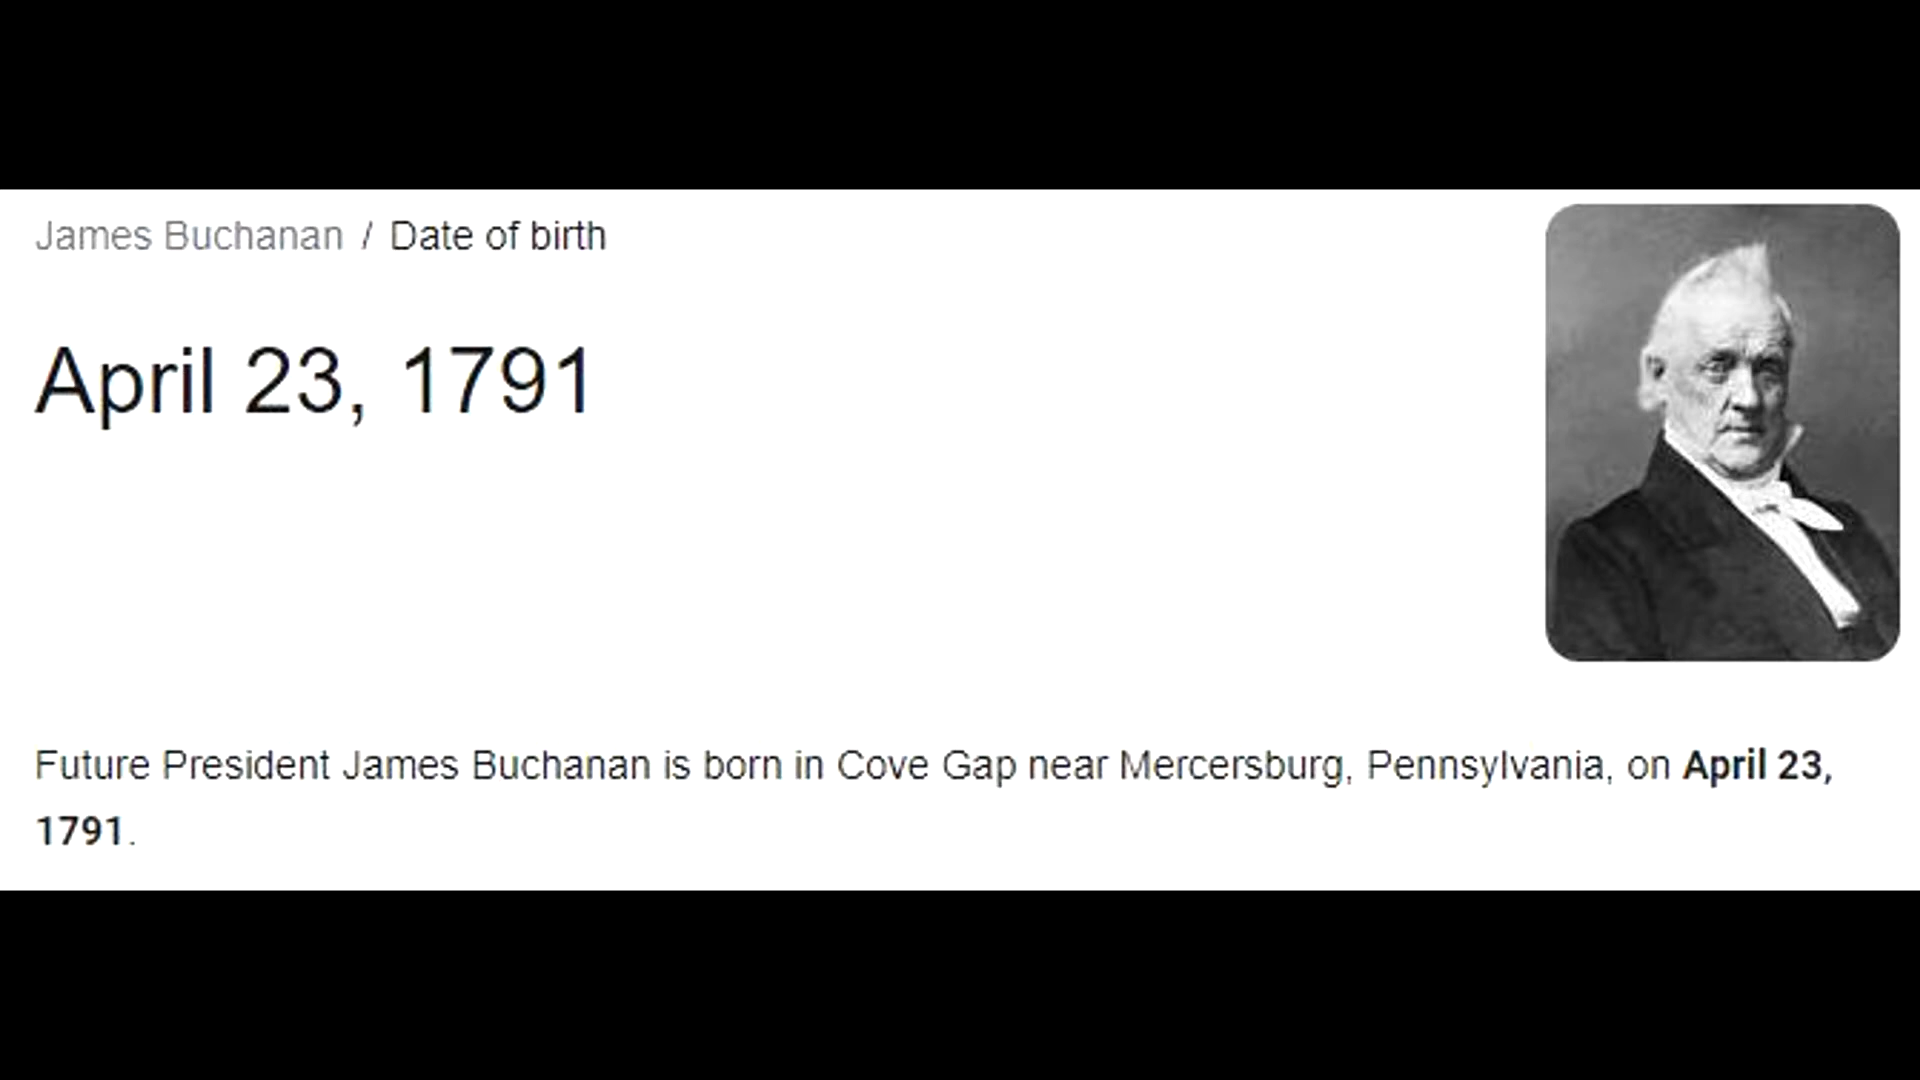 James Buchanan / Date of birth
April 23, 1791
Future President James Buchanan is born in Cove Gap near Mercersburg, Pennsylvania, on April 23,
1791.